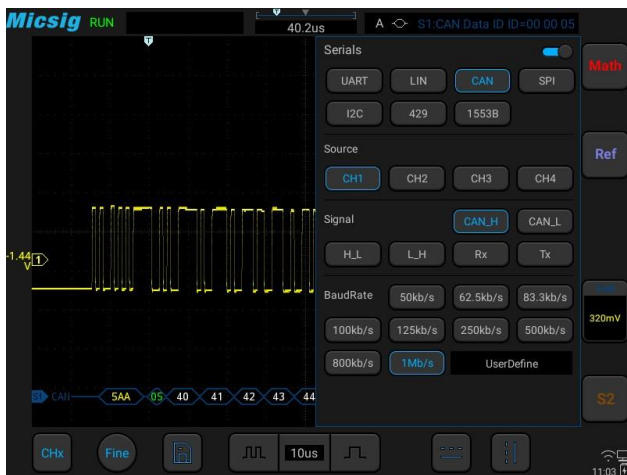 Micsig RUN
40.2us
A S1:CAN Data ID ID=00 00 05
Serials
UART LIN CAN SPI
I2C 429 1553B
Source
CH1 CH2 CH3 CH4
Signal CAN_H CAN_L
H_L L_H Rx Tx
BaudRate 50kb/s 62.5kb/s 83.3kb/s
100kb/s 125kb/s 250kb/s 500kb/s
800kb/s 1Mb/s UserDefine
Math
Ref
320mV
S2
-1.44
V
1
S1 CAN 5AA 05 40 41 42 43 44
CHx Fine 10us
11:03